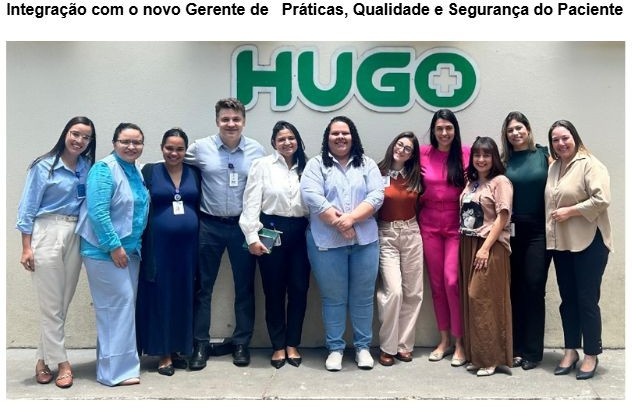 Integração com o novo Gerente de Práticas, Qualidade e Segurança do Paciente
HUGO